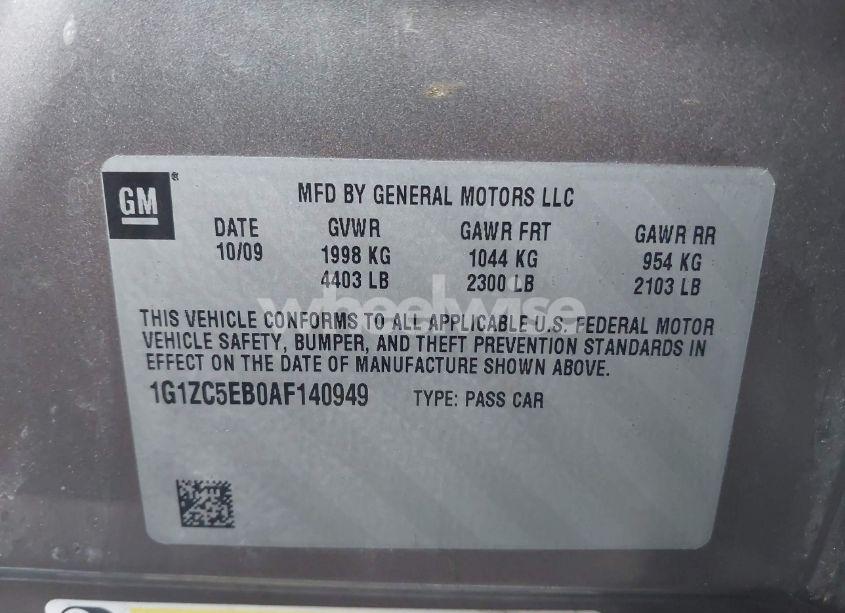 GM®
MFD BY GENERAL MOTORS LLC
DATE GVWR GAWR FRT GAWR RR
10/09 1998 KG 1044 KG 954 KG
4403 LB 2300 LB 2103 LB
wheelwise
THIS VEHICLE CONFORMS TO ALL APPLICABLE U.S. FEDERAL MOTOR
VEHICLE SAFETY, BUMPER, AND THEFT PREVENTION STANDARDS IN
EFFECT ON THE DATE OF MANUFACTURE SHOWN ABOVE.
1G1ZC5EB0AF140949 TYPE: PASS CAR